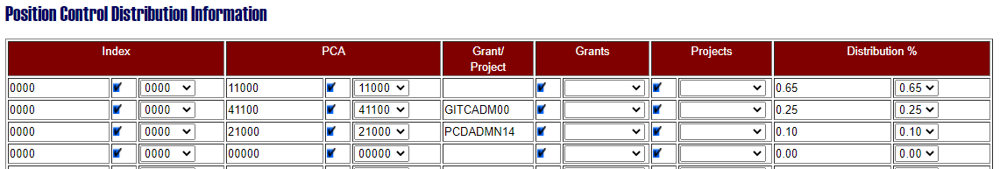 Position Control Distribution Information
Index PCA Grant/ Project Grants Projects Distribution %
0000 0000 11000 11000 0.65 0.65
0000 0000 41100 41100 GITCADM00 0.25 0.25
0000 0000 21000 21000 PCDADMN14 0.10 0.10
0000 0000 00000 00000 0.00 0.00